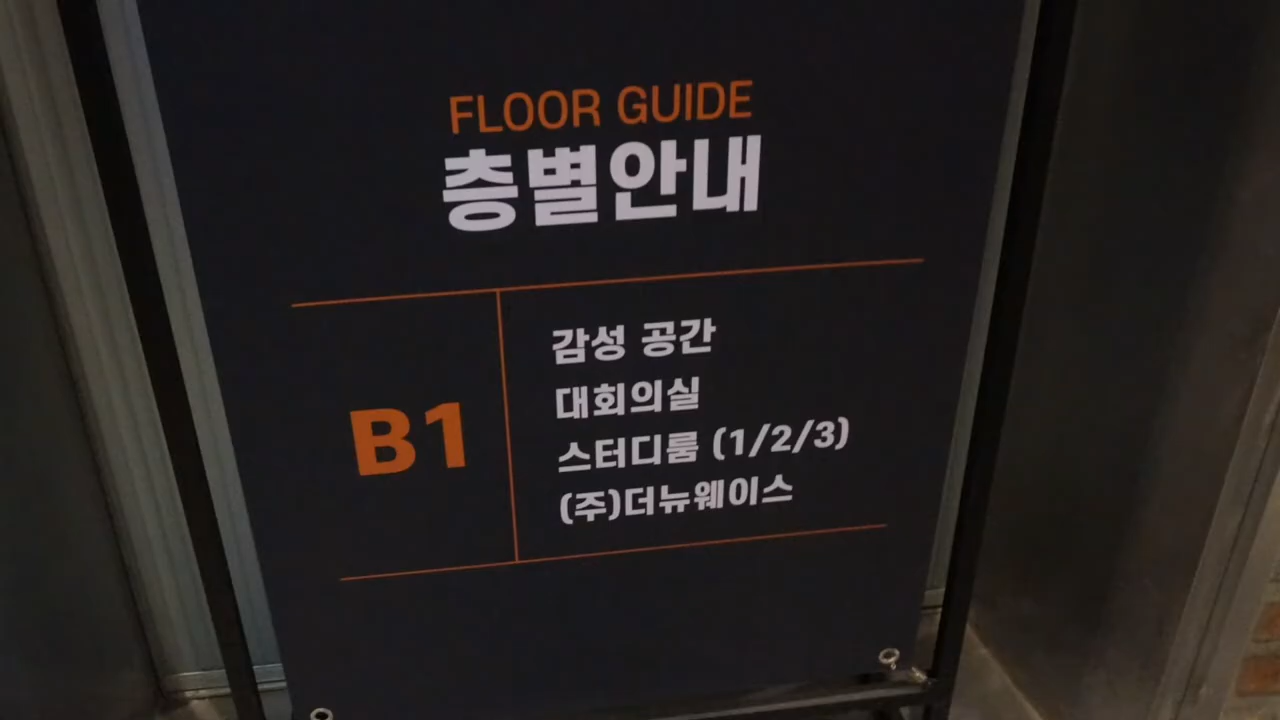 FLOOR GUIDE
층별안내
B1
감성 공간
대회의실
스터디룸 (1/2/3)
(주)더뉴웨이스